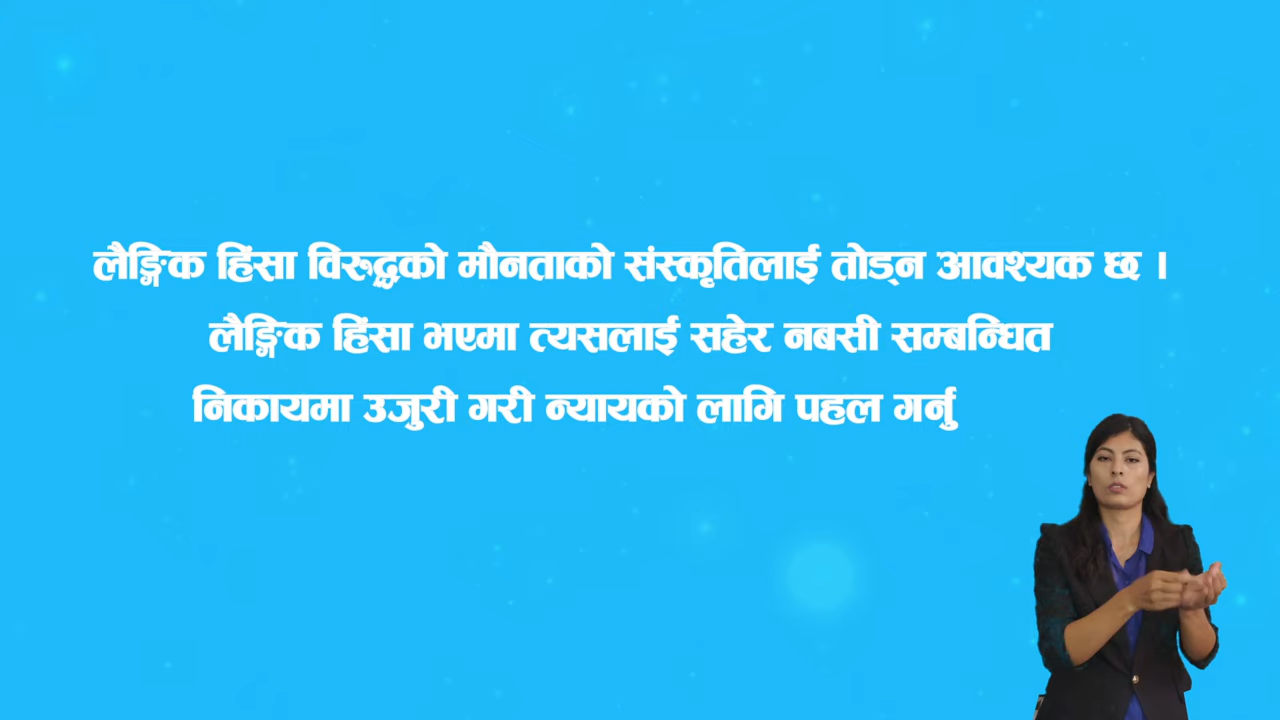 लैङ्गिक हिंसा विरुद्धको मौनताको संस्कृतिलाई तोड्न आवश्यक छ ।
लैङ्गिक हिंसा भएमा त्यसलाई सहेर नबसी सम्बन्धित
निकायमा उजुरी गरी न्यायको लागि पहल गर्नु